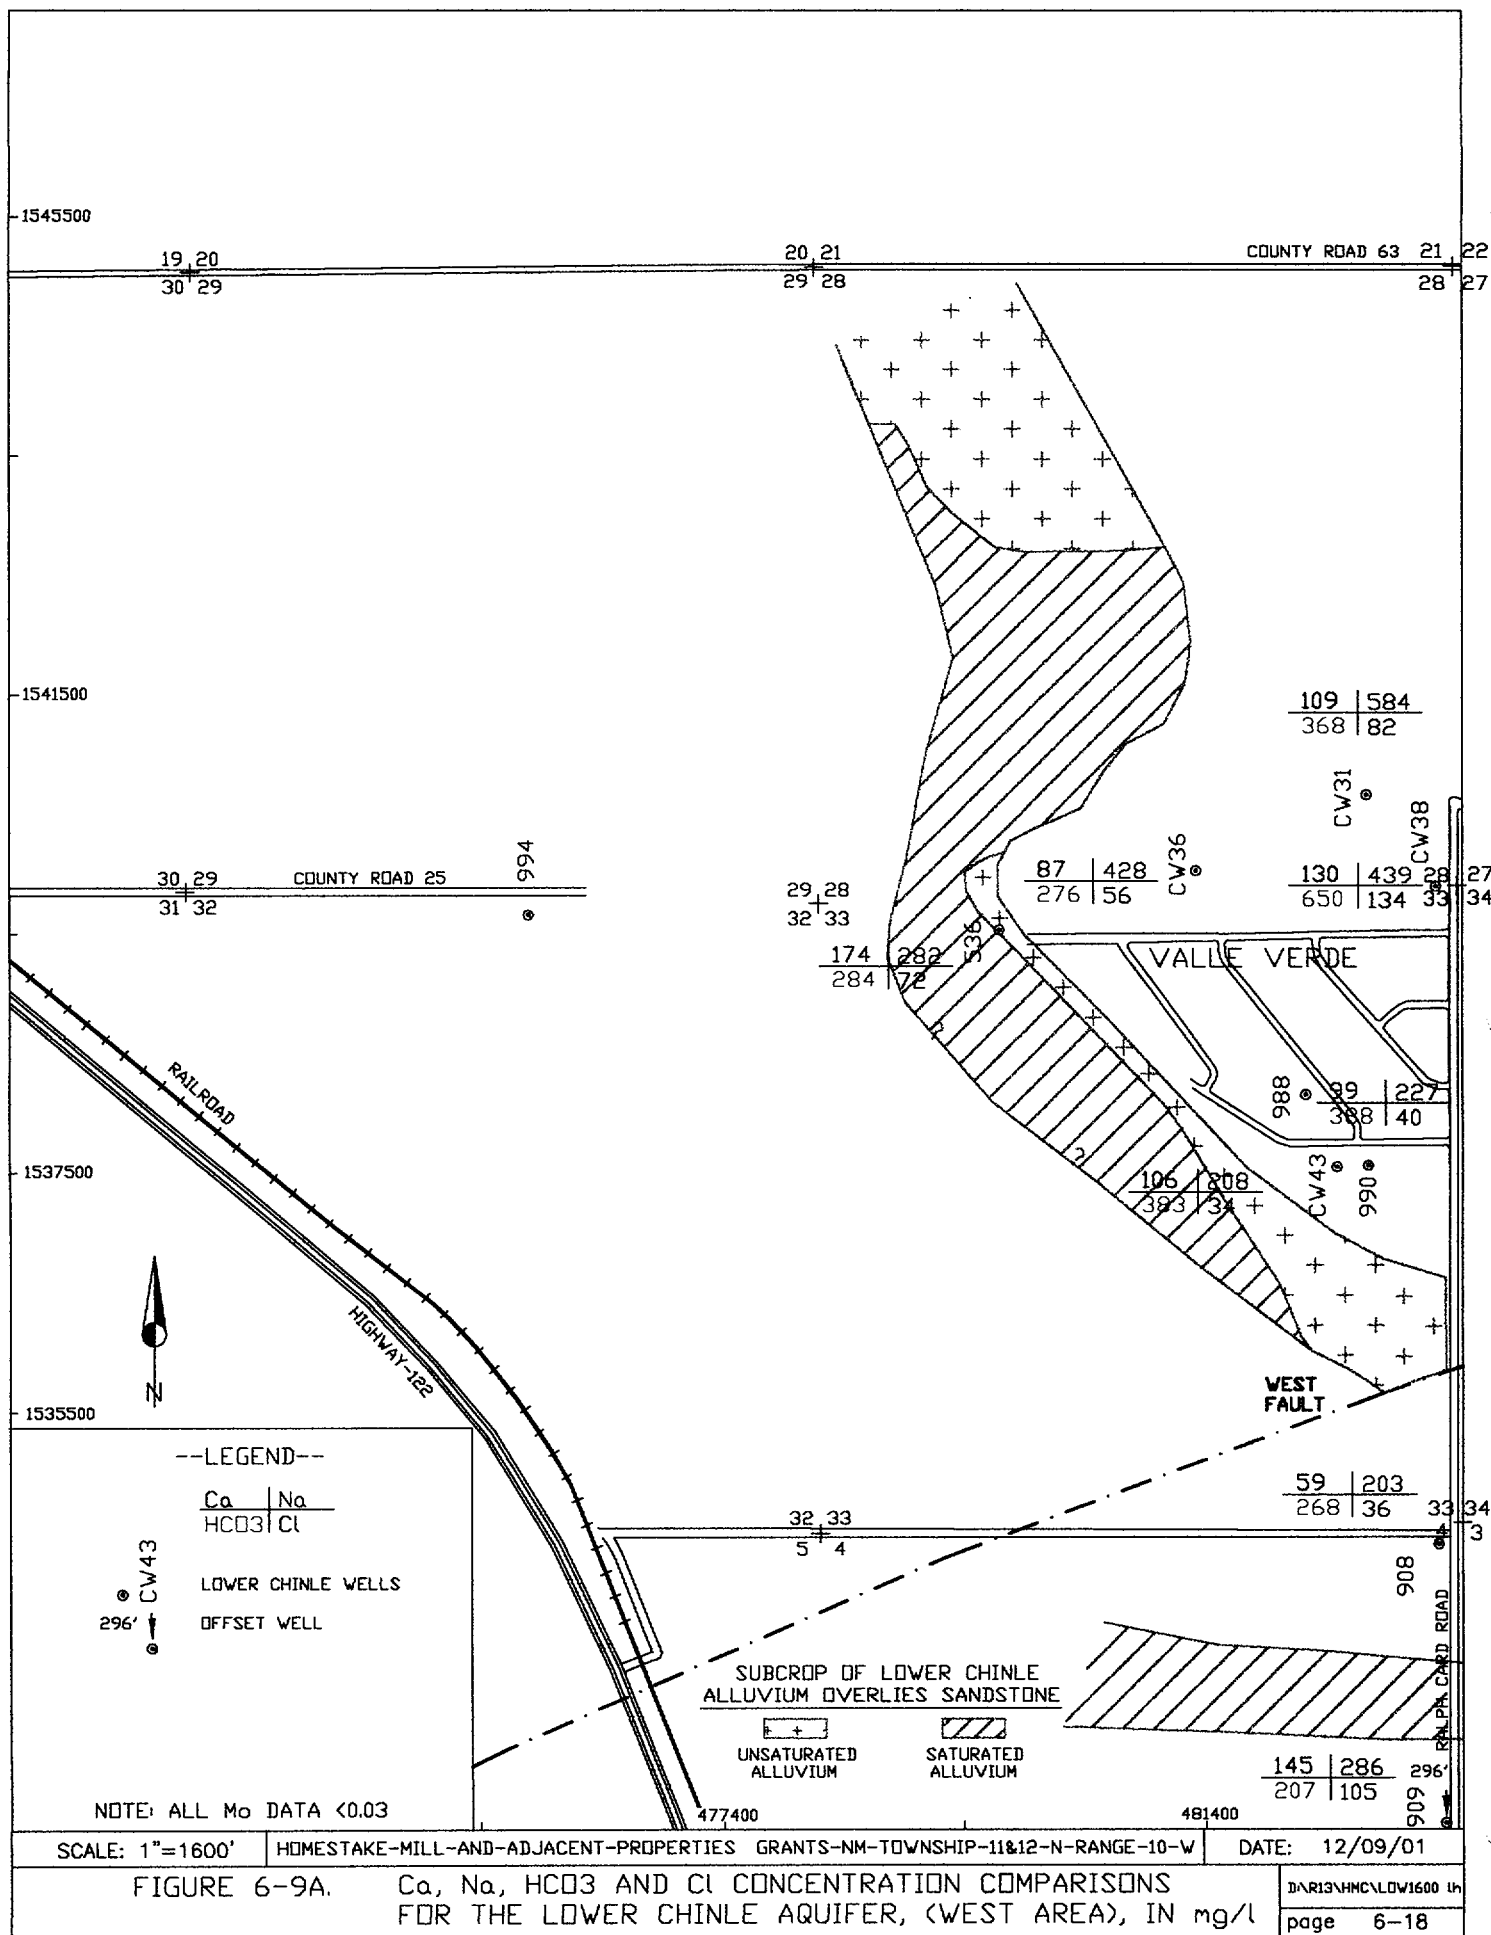 1545500
19 20
30 29
20 21
29 28
COUNTY ROAD 63
21 22
28 27
1541500
109 584
368 82
CW31
CW38
CW36
994
30 29
31 32
COUNTY ROAD 25
29 28
32 33
87 428
276 56
130 439
650 134
28 27
33 34
536
174 282
284 72
VALLE VERDE
RAILROAD
988
99 227
388 40
1537500
106 208
383 34
?
CW43
990
HIGHWAY-122
N
WEST
FAULT
1535500
--LEGEND--
Ca Na
HCO3 Cl
CW43
LOWER CHINLE WELLS
296'
OFFSET WELL
59 203
268 36
33 34
4 3
32 33
5 4
908
RALPH CARD ROAD
SUBCROP OF LOWER CHINLE
ALLUVIUM OVERLIES SANDSTONE
UNSATURATED
ALLUVIUM
SATURATED
ALLUVIUM
145 286
207 105
296'
909
NOTE: ALL Mo DATA <0.03
477400
481400
SCALE: 1"=1600'
HOMESTAKE-MILL-AND-ADJACENT-PROPERTIES GRANTS-NM-TOWNSHIP-11&12-N-RANGE-10-W
DATE: 12/09/01
FIGURE 6-9A. Ca, Na, HCO3 AND Cl CONCENTRATION COMPARISONS
FOR THE LOWER CHINLE AQUIFER, (WEST AREA), IN mg/l
D:\R13\HMC\LOW1600 lh
page 6-18